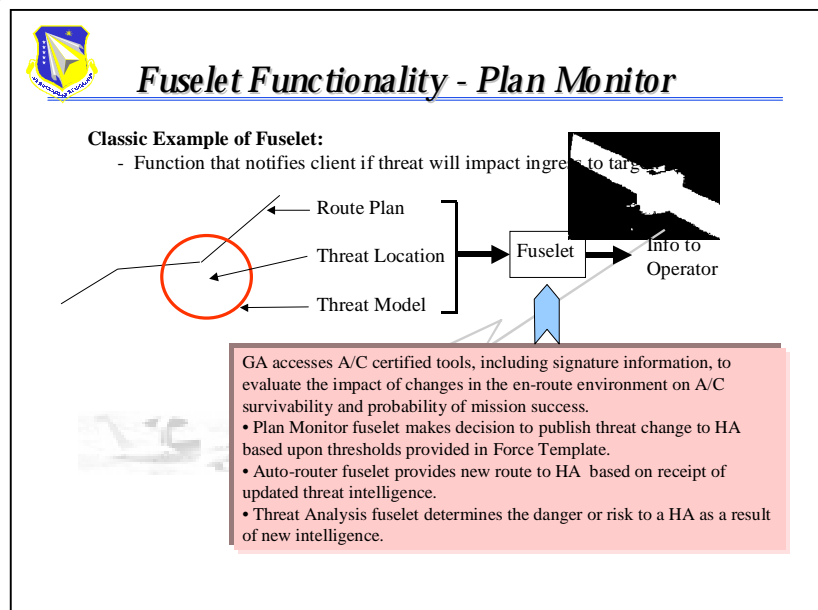 Fuselet Functionality - Plan Monitor
Classic Example of Fuselet:
- Function that notifies client if threat will impact ingress to target
Route Plan
Threat Location
Threat Model
Fuselet
Info to
Operator
GA accesses A/C certified tools, including signature information, to
evaluate the impact of changes in the en-route environment on A/C
survivability and probability of mission success.
• Plan Monitor fuselet makes decision to publish threat change to HA
based upon thresholds provided in Force Template.
• Auto-router fuselet provides new route to HA based on receipt of
updated threat intelligence.
• Threat Analysis fuselet determines the danger or risk to a HA as a result
of new intelligence.